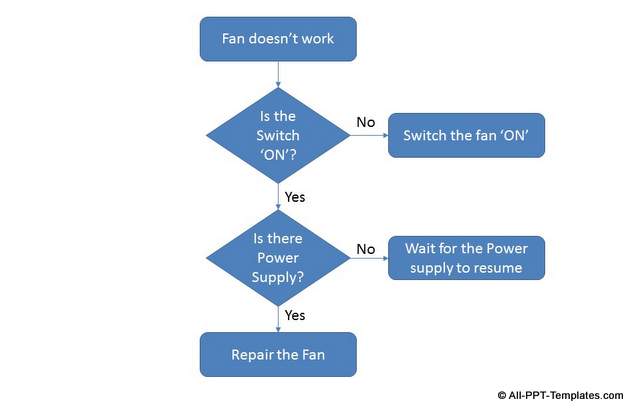 Fan doesn’t work
Is the
Switch
‘ON’?
No
Switch the fan ‘ON’
Yes
Is there
Power
Supply?
No
Wait for the Power
supply to resume
Yes
Repair the Fan
© All-PPT-Templates.com